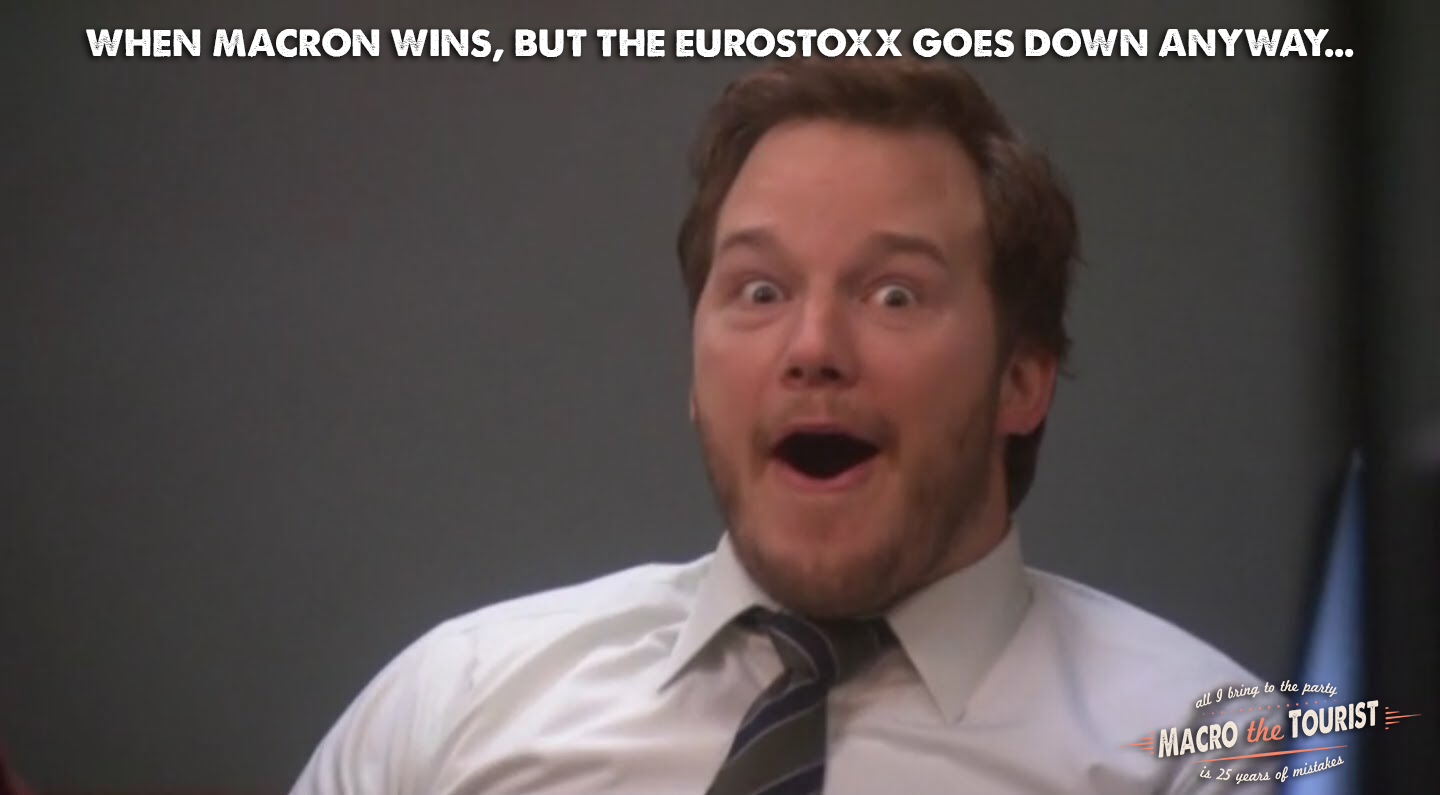 WHEN MACRON WINS, BUT THE EUROSTOXX GOES DOWN ANYWAY...
all I bring to the party
MACRO the TOURIST
is 25 years of mistakes